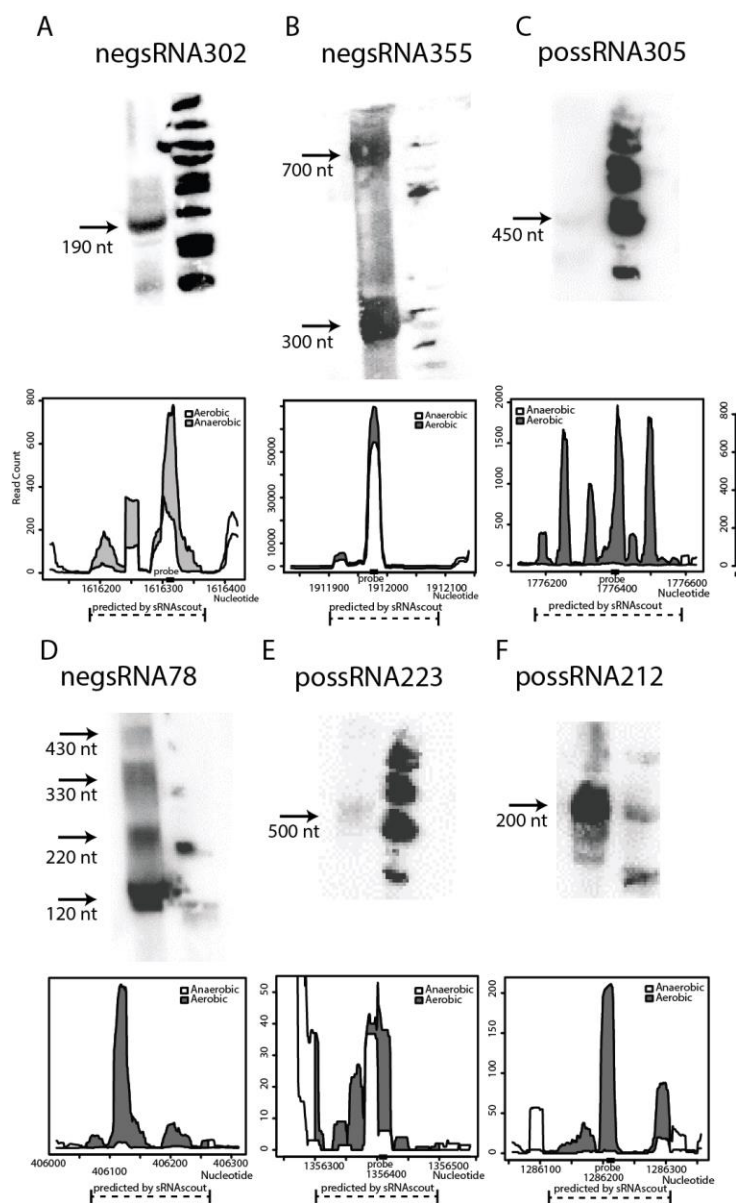 A
negsRNA302
190 nt
B
negsRNA355
700 nt
300 nt
C
possRNA305
450 nt
Read Count
0
200
400
600
800
Aerobic
Anaerobic
probe
1616200
1616300
1616400
Nucleotide
predicted by sRNAscout
0
10000
30000
50000
Anaerobic
Aerobic
probe
1911900
1912000
1912100
Nucleotide
predicted by sRNAscout
0
500
1000
1500
2000
Anaerobic
Aerobic
probe
1776200
1776400
1776600
Nucleotide
predicted by sRNAscout
0
200
400
600
800
D
negsRNA78
430 nt
330 nt
220 nt
120 nt
E
possRNA223
500 nt
F
possRNA212
200 nt
Anaerobic
Aerobic
406000
406100
406200
406300
Nucleotide
predicted by sRNAscout
0
10
20
30
40
50
Anaerobic
Aerobic
probe
1356300
1356400
1356500
Nucleotide
predicted by sRNAscout
0
50
100
150
200
Anaerobic
Aerobic
probe
1286100
1286200
1286300
Nucleotide
predicted by sRNAscout